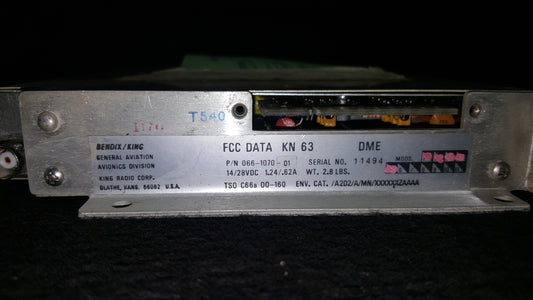 T540
BENDIX/KING
GENERAL AVIATION
AVIONICS DIVISION
KING RADIO CORP.
OLATHE, KANS. 66062 U.S.A.
FCC DATA KN 63 DME
P/N 066-1070-01 SERIAL NO. 11494 MODS.
14/28VDC 1.24/.62A WT. 2.8 LBS.
TSO C66a DO-160 ENV. CAT. /A2D2/A/MN/XXXXXXZAAAA